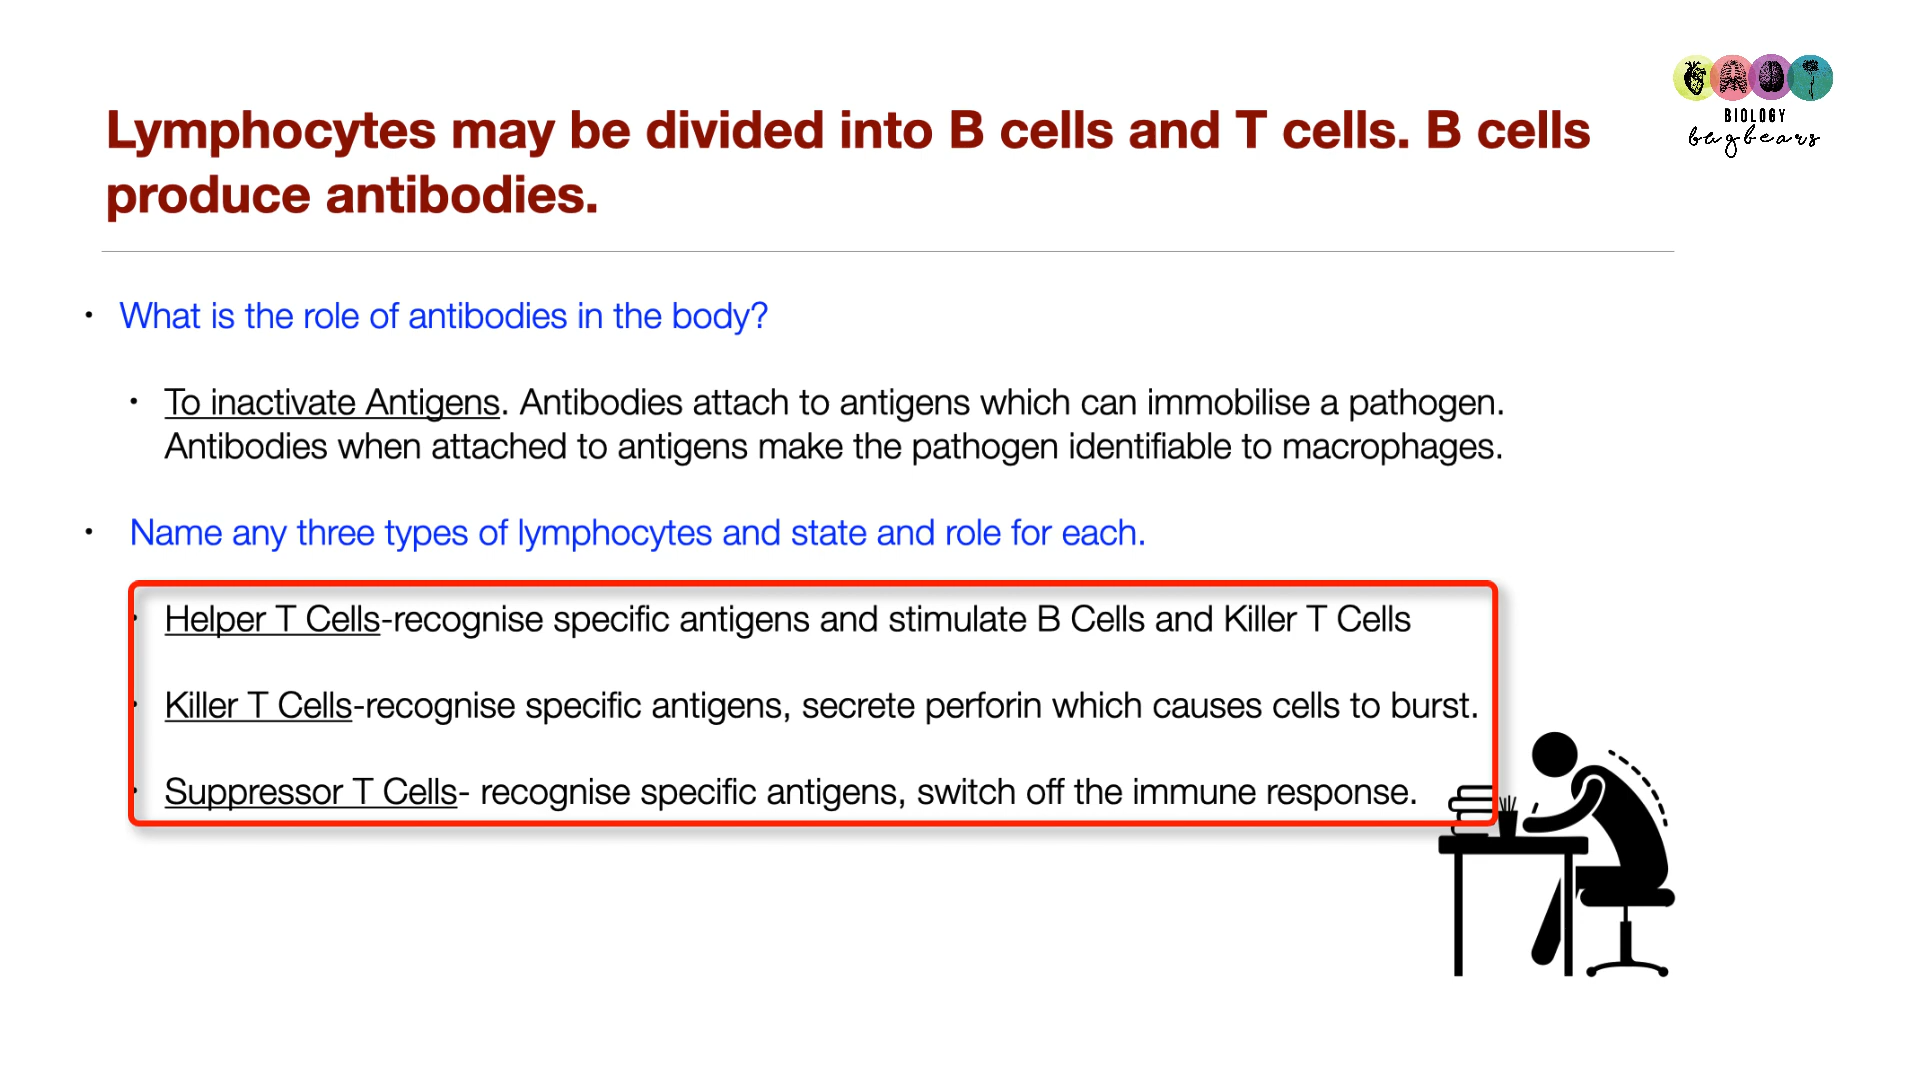 BIOLOGY
bugbears
Lymphocytes may be divided into B cells and T cells. B cells
produce antibodies.
• What is the role of antibodies in the body?
• To inactivate Antigens. Antibodies attach to antigens which can immobilise a pathogen.
Antibodies when attached to antigens make the pathogen identifiable to macrophages.
• Name any three types of lymphocytes and state and role for each.
• Helper T Cells-recognise specific antigens and stimulate B Cells and Killer T Cells
• Killer T Cells-recognise specific antigens, secrete perforin which causes cells to burst.
• Suppressor T Cells- recognise specific antigens, switch off the immune response.